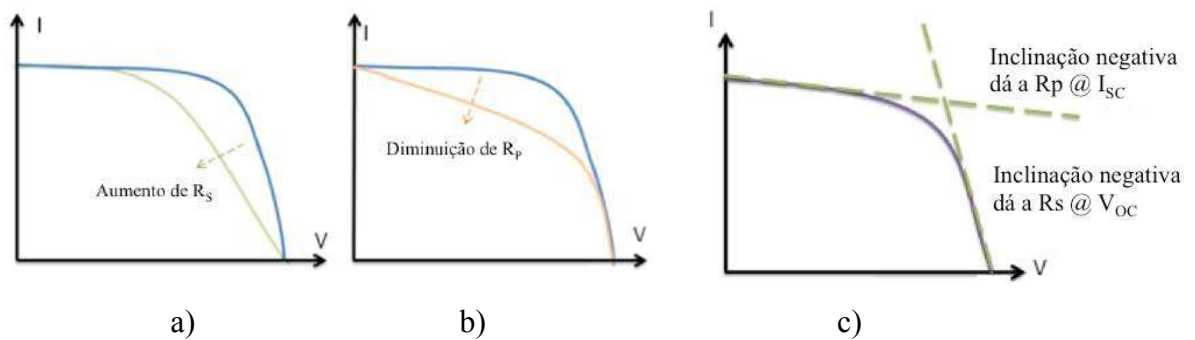 I
Aumento de R_S
V
a)
I
Diminuição de R_P
V
b)
I
Inclinação negativa
dá a Rp @ I_SC
Inclinação negativa
dá a Rs @ V_OC
V
c)